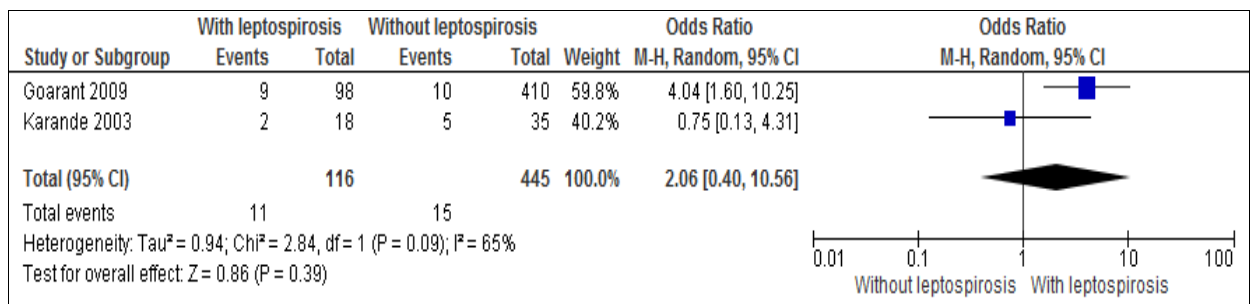 With leptospirosis Without leptospirosis Odds Ratio Odds Ratio
Study or Subgroup Events Total Events Total Weight M-H, Random, 95% CI M-H, Random, 95% CI
Goarant 2009 9 98 10 410 59.8% 4.04 [1.60, 10.25]
Karande 2003 2 18 5 35 40.2% 0.75 [0.13, 4.31]
Total (95% CI) 116 445 100.0% 2.06 [0.40, 10.56]
Total events 11 15
Heterogeneity: Tau² = 0.94; Chi² = 2.84, df = 1 (P = 0.09); I² = 65%
Test for overall effect: Z = 0.86 (P = 0.39)
0.01 0.1 1 10 100
Without leptospirosis With leptospirosis